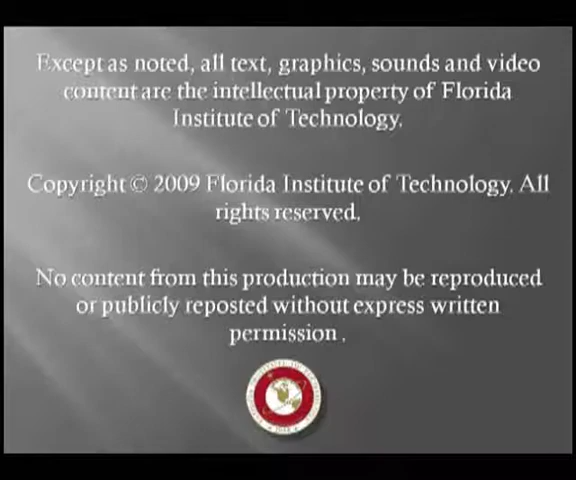 Except as noted, all text, graphics, sounds and video
content are the intellectual property of Florida
Institute of Technology.
Copyright © 2009 Florida Institute of Technology. All
rights reserved.
No content from this production may be reproduced
or publicly reposted without express written
permission .